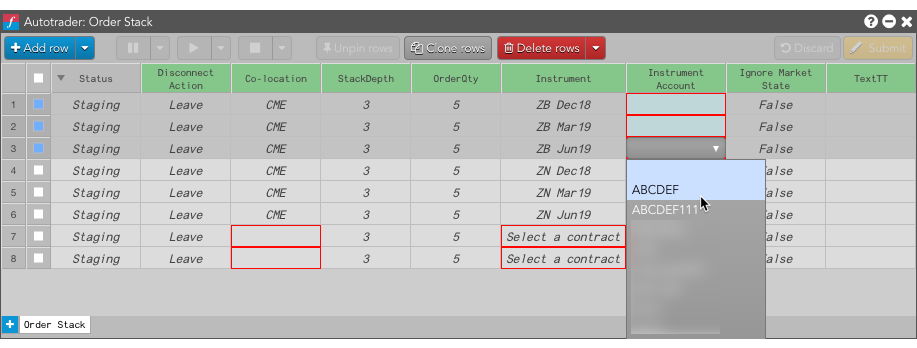 f Autotrader: Order Stack ?
+ Add row Unpin rows Clone rows Delete rows Discard Submit
Status Disconnect Action Co-location StackDepth OrderQty Instrument Instrument Account Ignore Market State TextTT
1 Staging Leave CME 3 5 ZB Dec18 False
2 Staging Leave CME 3 5 ZB Mar19 False
3 Staging Leave CME 3 5 ZB Jun19 False
4 Staging Leave CME 3 5 ZN Dec18 alse
ABCDEF
5 Staging Leave CME 3 5 ZN Mar19 alse
ABCDEF111
6 Staging Leave CME 3 5 ZN Jun19 alse
7 Staging Leave 3 5 Select a contract alse
8 Staging Leave 3 5 Select a contract alse
+ Order Stack